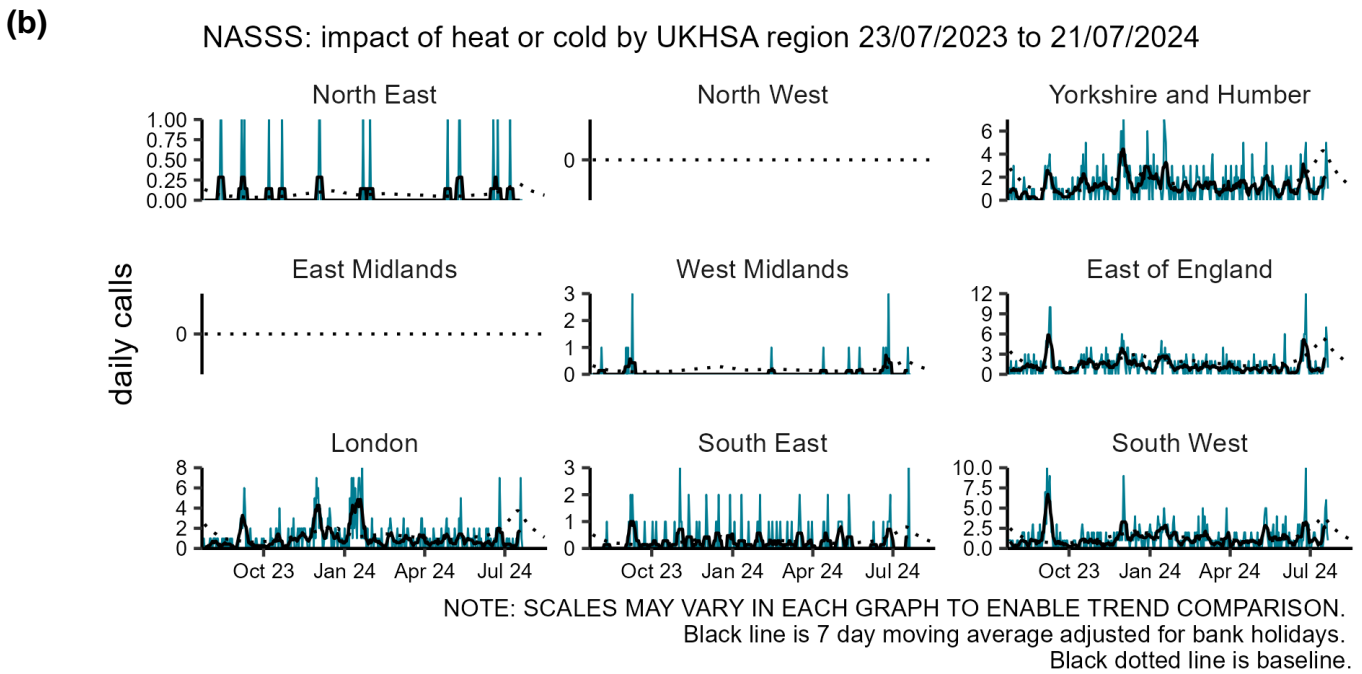 (b)
NASSS: impact of heat or cold by UKHSA region 23/07/2023 to 21/07/2024
North East
North West
Yorkshire and Humber
1.00
0.75
0.50
0.25
0.00
0
6
4
2
0
daily calls
East Midlands
West Midlands
East of England
0
3
2
1
0
12
9
6
3
0
London
South East
South West
8
6
4
2
0
3
2
1
0
10.0
7.5
5.0
2.5
0.0
Oct 23 Jan 24 Apr 24 Jul 24
Oct 23 Jan 24 Apr 24 Jul 24
Oct 23 Jan 24 Apr 24 Jul 24
NOTE: SCALES MAY VARY IN EACH GRAPH TO ENABLE TREND COMPARISON.
Black line is 7 day moving average adjusted for bank holidays.
Black dotted line is baseline.